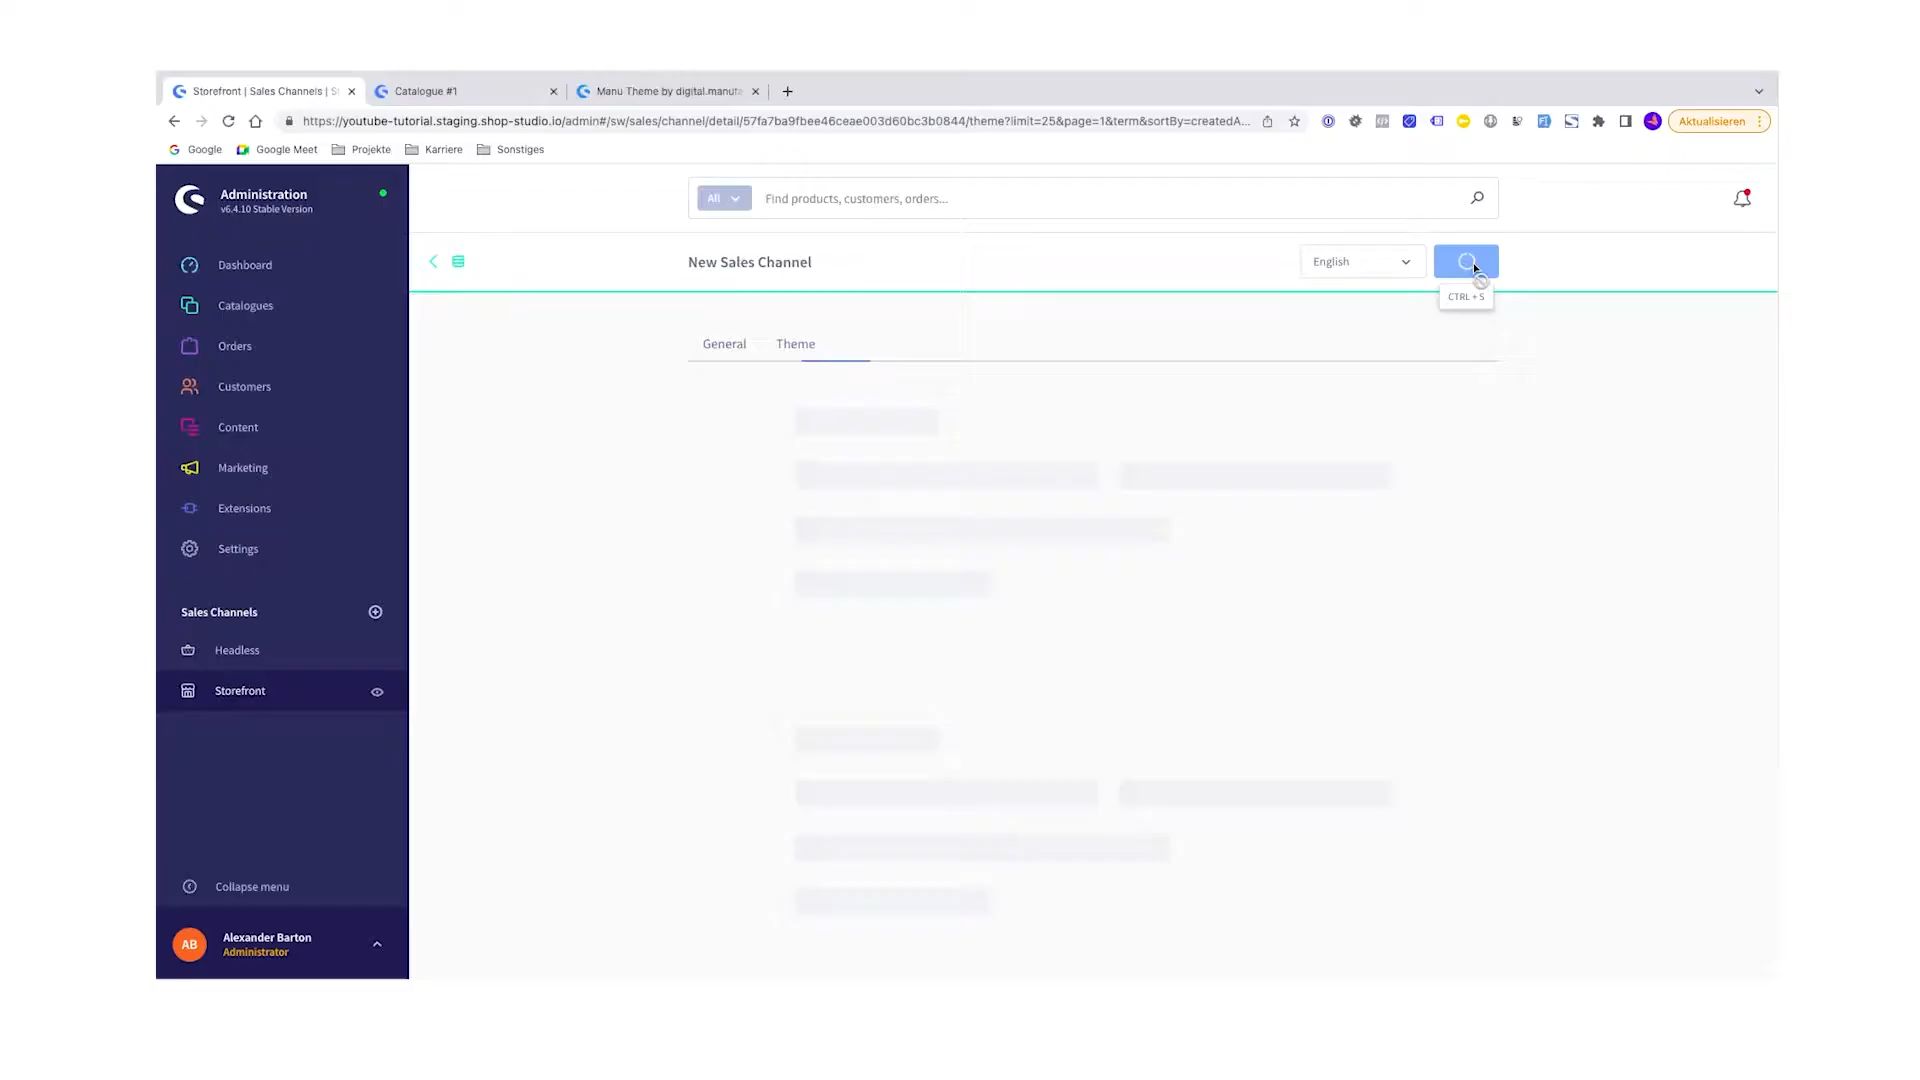 Storefront | Sales Channels | S
Catalogue #1
Manu Theme by digital.manuta
https://youtube-tutorial.staging.shop-studio.io/admin#/sw/sales/channel/detail/57fa7ba9fbee46ceae003d60bc3b0844/theme?limit=25&page=1&term&sortBy=createdA...
Aktualisieren
Google
Google Meet
Projekte
Karriere
Sonstiges
Administration
v6.4.10 Stable Version
All
Find products, customers, orders...
New Sales Channel
English
CTRL + S
General
Theme
Dashboard
Catalogues
Orders
Customers
Content
Marketing
Extensions
Settings
Sales Channels
Headless
Storefront
Collapse menu
AB
Alexander Barton
Administrator